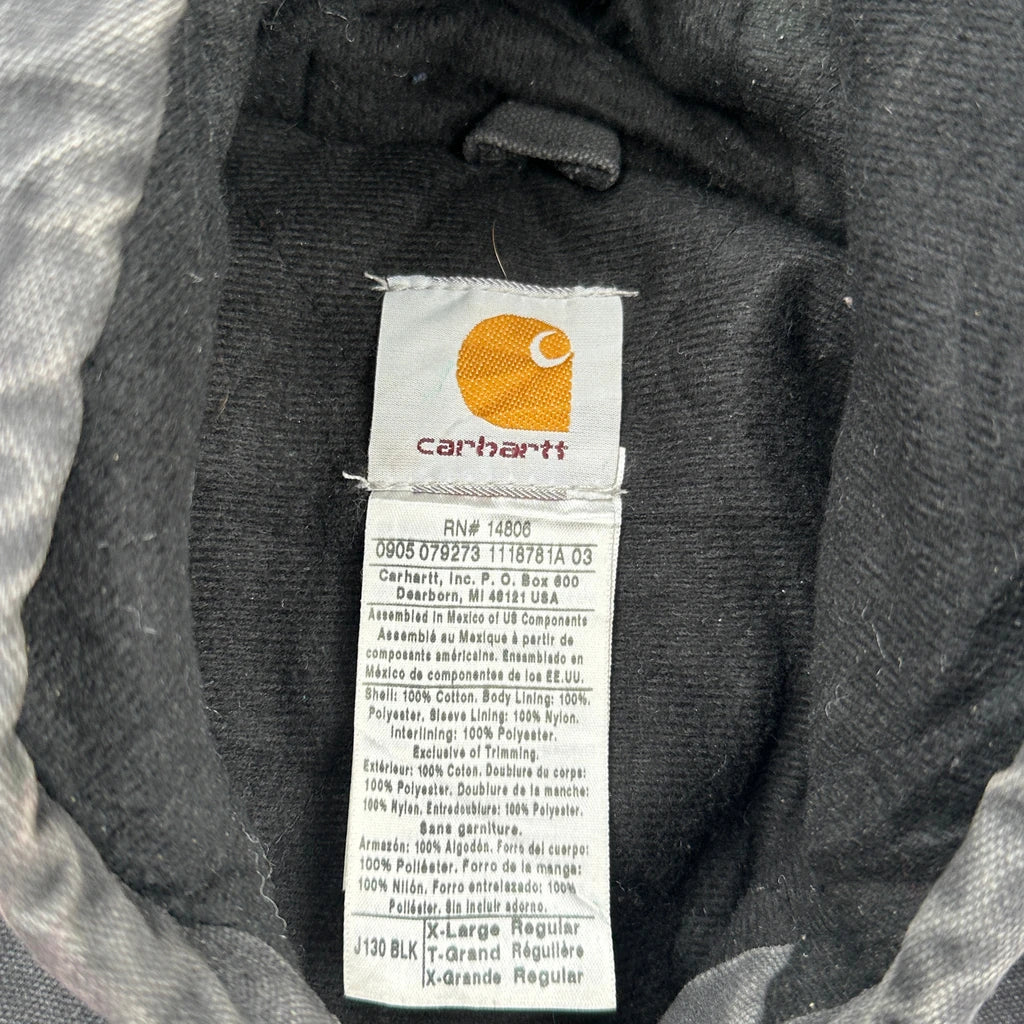 carhartt
RN# 14806
0905 079273 1118781A 03
Carhartt, Inc. P. O. Box 600
Dearborn, MI 48121 USA
Assembled in Mexico of US Components
Assemblé au Mexique à partir de
composants américains. Ensamblado en
México de componentes de los EE.UU.
Shell: 100% Cotton. Body Lining: 100%.
Polyester, Sleeve Lining: 100% Nylon.
Interlining: 100% Polyester.
Exclusive of Trimming.
Extérieur: 100% Coton. Doublure du corps:
100% Polyester. Doublure de la manche:
100% Nylon, Entredoublure: 100% Polyester.
Sans garniture.
Armazón: 100% Algodón. Forro del cuerpo:
100% Poliéster. Forro de la manga:
100% Nilón, Forro entrelazado: 100%
Poliéster, Sin incluir adorno.
X-Large Regular
J130 BLK T-Grand Régulière
X-Grande Regular